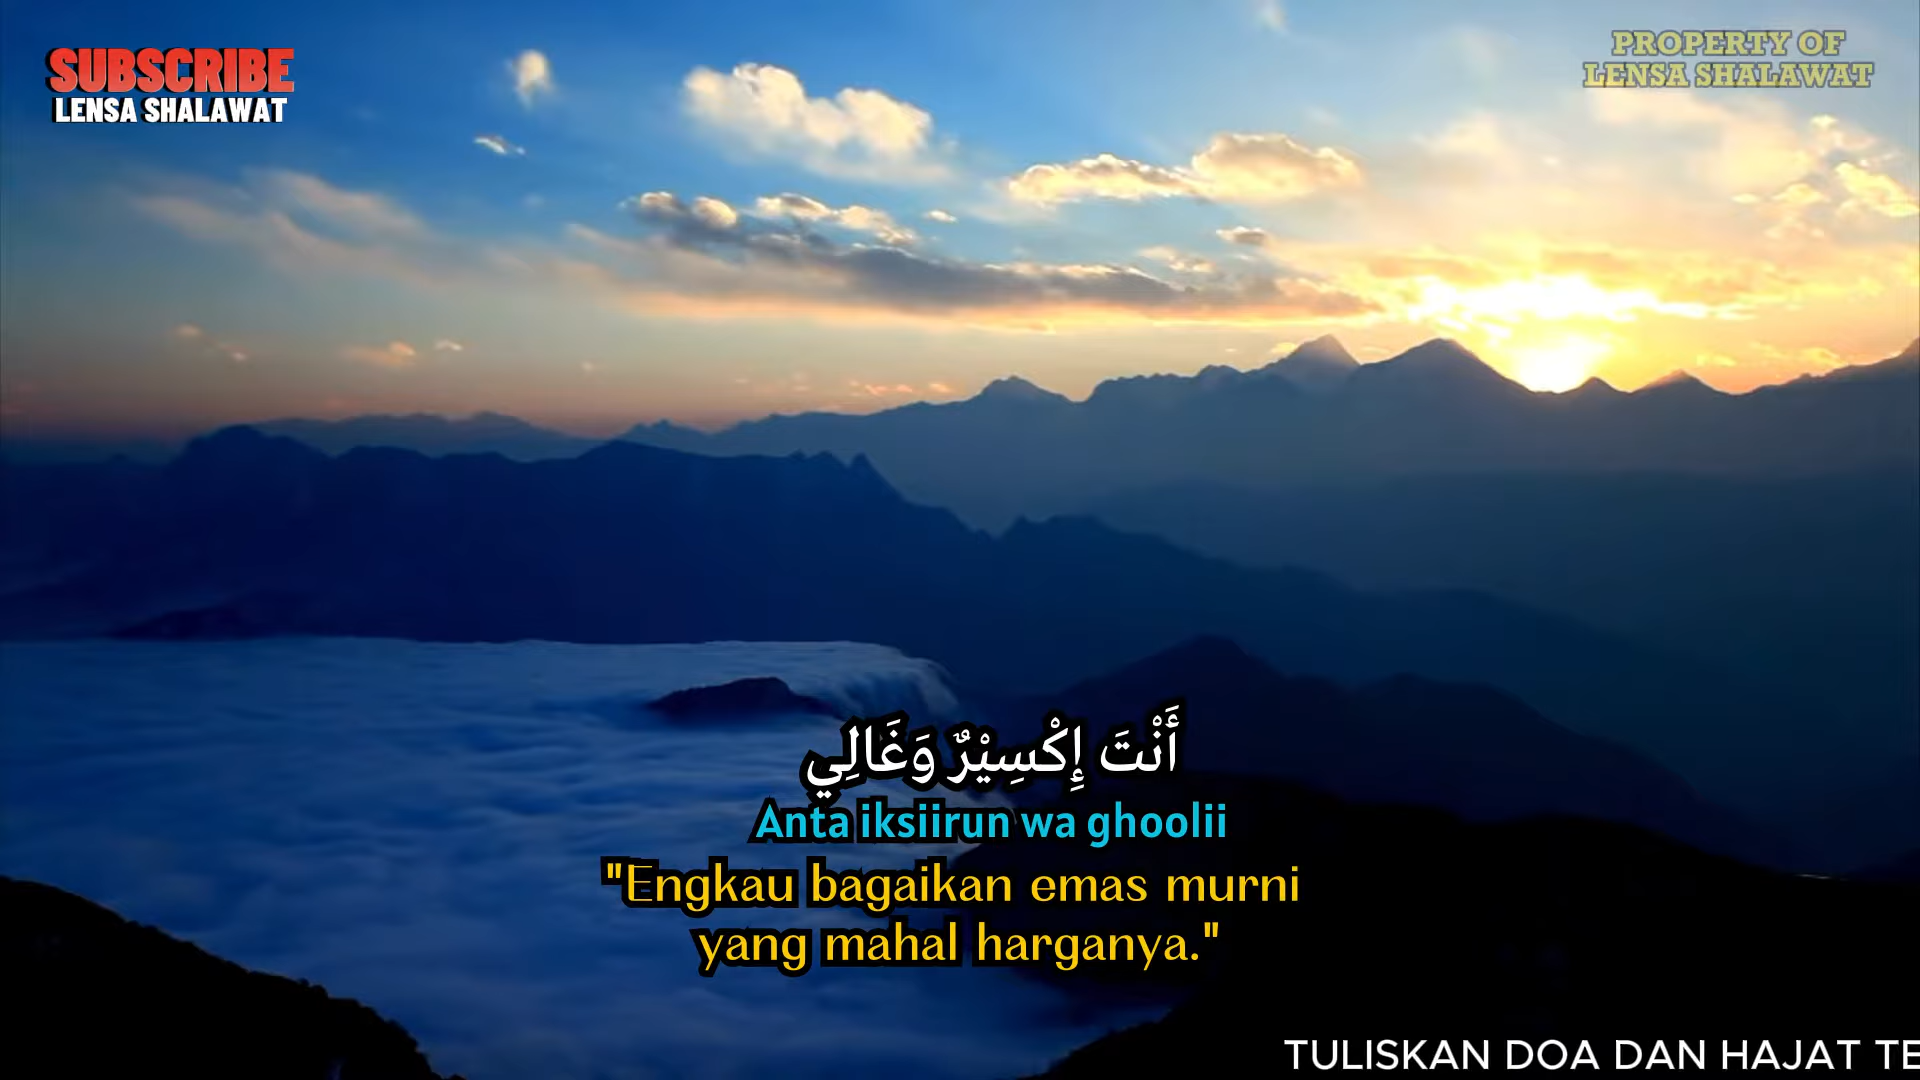 SUBSCRIBE
LENSA SHALAWAT
PROPERTY OF
LENSA SHALAWAT
أَنْتَ إِكْسِيْرٌ وَغَالِي
Anta iksiirun wa ghoolii
"Engkau bagaikan emas murni
yang mahal harganya."
TULISKAN DOA DAN HAJAT TE